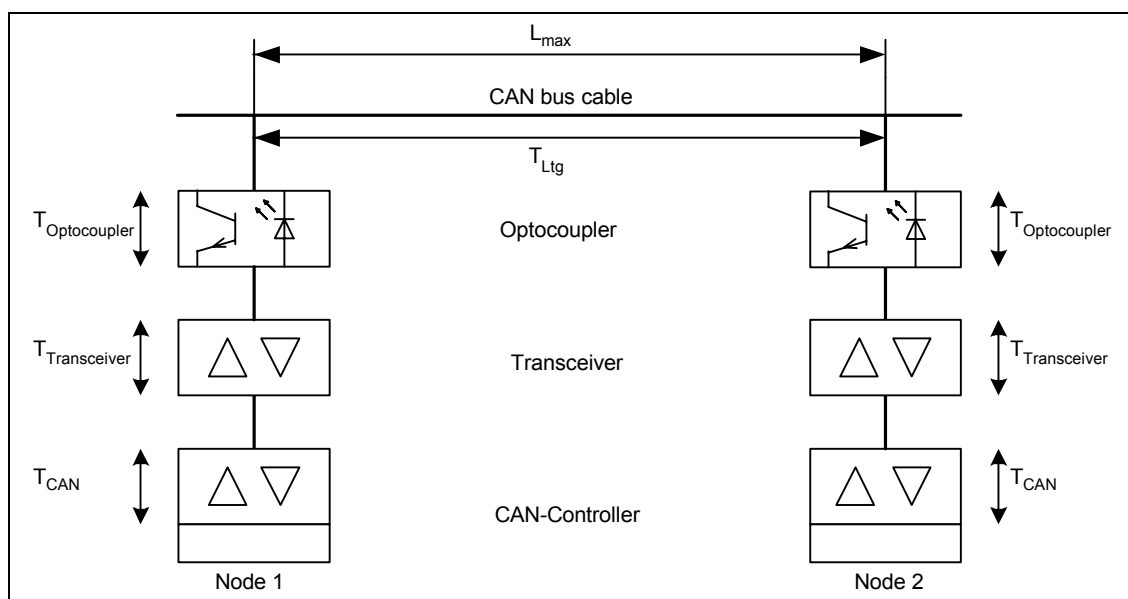 Lmax
CAN bus cable
TLtg
TOptocoupler
Optocoupler
TOptocoupler
TTransceiver
Transceiver
TTransceiver
TCAN
CAN-Controller
TCAN
Node 1
Node 2